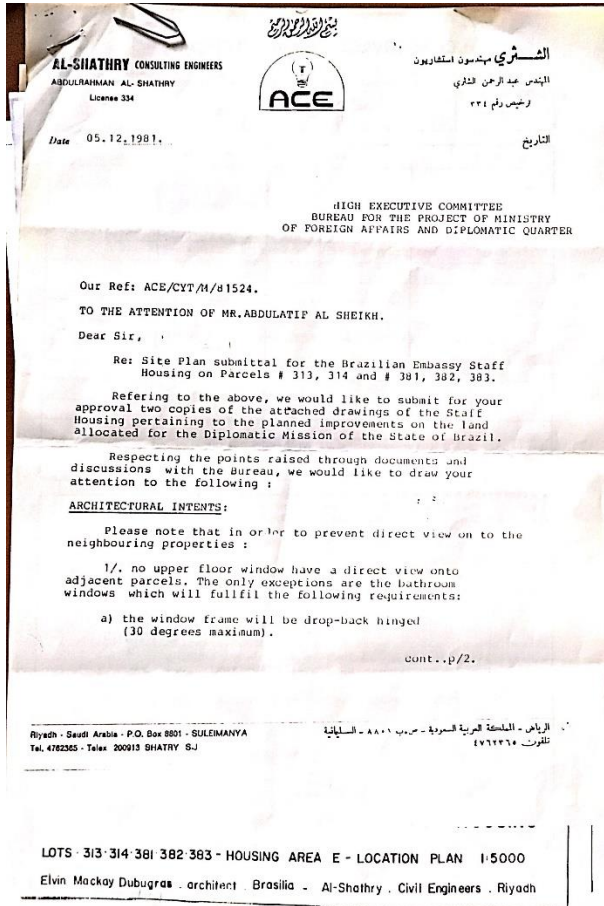 بسم الله الرحمن الرحيم
AL-SHATHRY CONSULTING ENGINEERS
ABDULRAHMAN AL- SHATHRY
License 334
ACE
الشـــثري مهندسون استشاريون
المهندس عبد الرحمن الشثري
رخيص رقم ٣٣٤
Date 05.12.1981.
التاريخ
HIGH EXECUTIVE COMMITTEE
BUREAU FOR THE PROJECT OF MINISTRY
OF FOREIGN AFFAIRS AND DIPLOMATIC QUARTER
Our Ref: ACE/CYT/M/81524.
TO THE ATTENTION OF MR.ABDULATIF AL SHEIKH.
Dear Sir,
Re: Site Plan submittal for the Brazilian Embassy Staff
Housing on Parcels # 313, 314 and # 381, 382, 383.
Refering to the above, we would like to submit for your
approval two copies of the attached drawings of the Staff
Housing pertaining to the planned improvements on the land
allocated for the Diplomatic Mission of the State of Brazil.
Respecting the points raised through documents and
discussions with the Bureau, we would like to draw your
attention to the following :
ARCHITECTURAL INTENTS:
Please note that in order to prevent direct view on to the
neighbouring properties :
1/. no upper floor window have a direct view onto
adjacent parcels. The only exceptions are the bathroom
windows which will fullfil the following requirements:
a) the window frame will be drop-back hinged
(30 degrees maximum).
cont..p/2.
Riyadh - Saudi Arabia - P.O. Box 8801 - SULEIMANYA
Tel. 4762365 - Telex 200913 SHATRY S.J
الرياض - المملكة العربية السعودية - ص.ب ٨٨٠١ - السليمانية
تلفون ٤٧٦٢٣٦٥
LOTS 313·314·381·382·383 - HOUSING AREA E - LOCATION PLAN 1:5000
Elvin Mackay Dubugras . architect . Brasilia - Al-Shathry . Civil Engineers . Riyadh